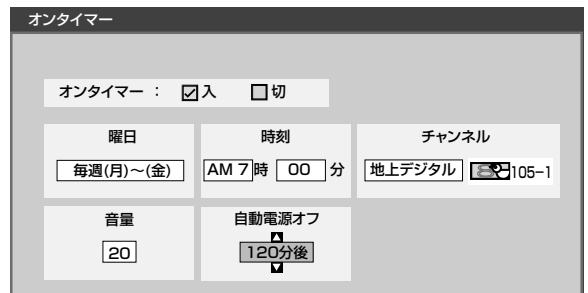 オンタイマー
オンタイマー : 入 切
曜日
毎週(月)～(金)
時刻
AM 7時 00 分
チャンネル
地上デジタル 105-1
音量
20
自動電源オフ
120分後